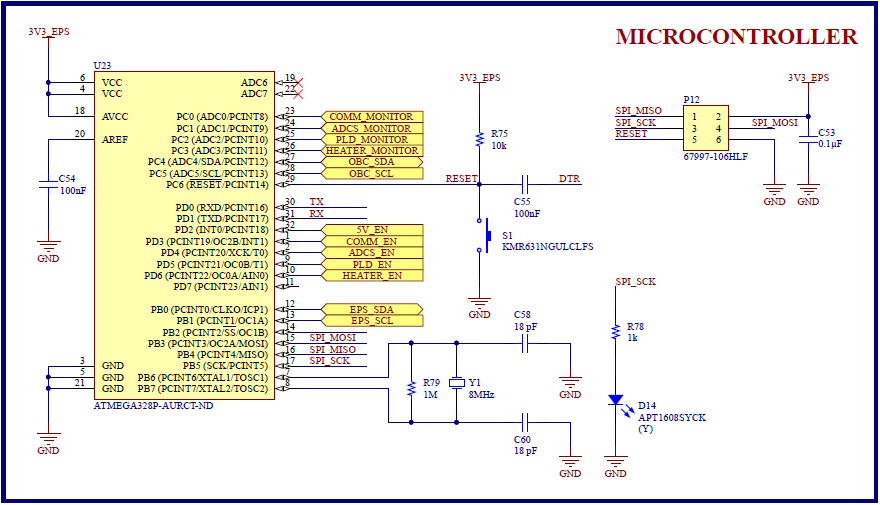 MICROCONTROLLER
3V3_EPS
U23
6 VCC
4 VCC
18 AVCC
20 AREF
C54
100nF
GND
3 GND
5 GND
21 GND
GND
ATMEGA328P-AURCT-ND
ADC6 19
ADC7 22
PC0 (ADC0/PCINT8) 23 COMM_MONITOR
PC1 (ADC1/PCINT9) 24 ADCS_MONITOR
PC2 (ADC2/PCINT10) 25 PLD_MONITOR
PC3 (ADC3/PCINT11) 26 HEATER_MONITOR
PC4 (ADC4/SDA/PCINT12) 27 OBC_SDA
PC5 (ADC5/SCL/PCINT13) 28 OBC_SCL
PC6 (RESET/PCINT14) 29
PD0 (RXD/PCINT16) 30 TX
PD1 (TXD/PCINT17) 31 RX
PD2 (INT0/PCINT18) 32 5V_EN
PD3 (PCINT19/OC2B/INT1) 1 COMM_EN
PD4 (PCINT20/XCK/T0) 2 ADCS_EN
PD5 (PCINT21/OC0B/T1) 9 PLD_EN
PD6 (PCINT22/OC0A/AIN0) 10 HEATER_EN
PD7 (PCINT23/AIN1) 11
PB0 (PCINT0/CLKO/ICP1) 12 EPS_SDA
PB1 (PCINT1/OC1A) 13 EPS_SCL
PB2 (PCINT2/SS/OC1B) 14
PB3 (PCINT3/OC2A/MOSI) 15 SPI_MOSI
PB4 (PCINT4/MISO) 16 SPI_MISO
PB5 (SCK/PCINT5) 17 SPI_SCK
PB6 (PCINT6/XTAL1/TOSC1) 7
PB7 (PCINT7/XTAL2/TOSC2) 8
3V3_EPS
R75
10k
RESET
C55
100nF
DTR
S1
KMR631NGULCLFS
GND
R79
1M
Y1
8MHz
C58
18 pF
GND
C60
18 pF
GND
P12
SPI_MISO 1 2
SPI_SCK 3 4 SPI_MOSI
RESET 5 6
67997-106HLF
GND
3V3_EPS
C53
0.1µF
GND
SPI_SCK
R78
1k
D14
APT1608SYCK
(Y)
GND